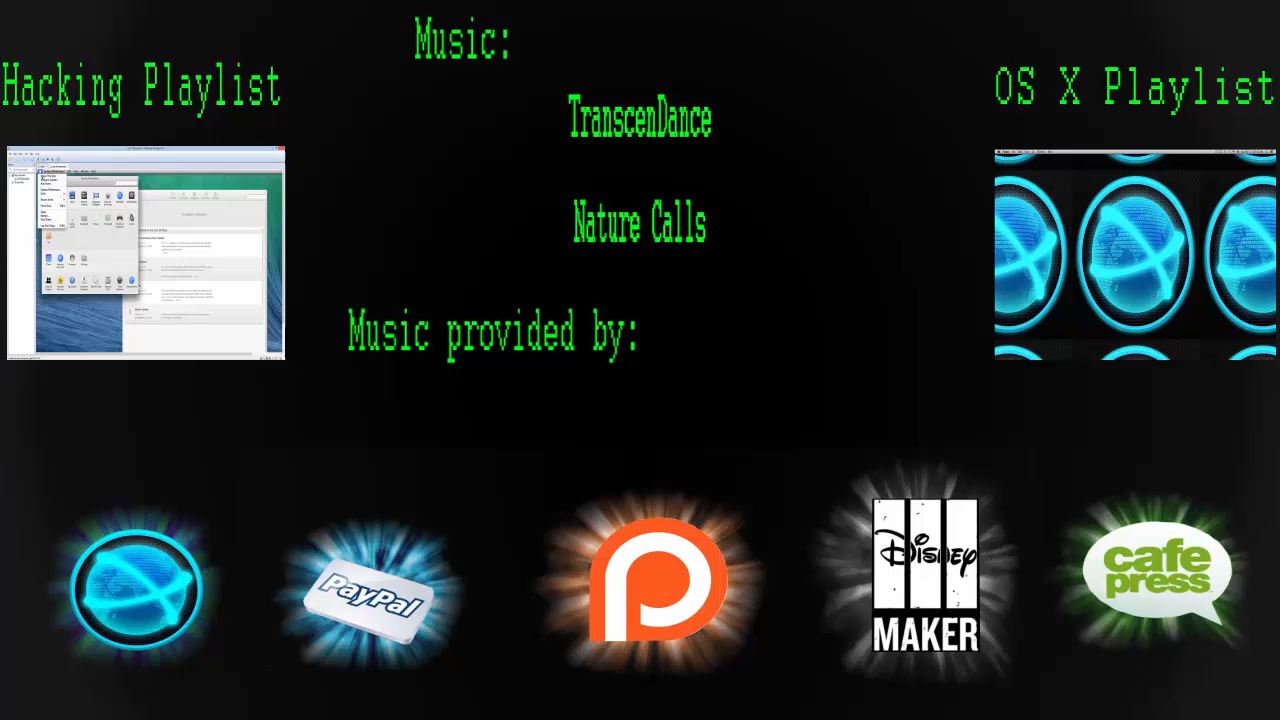 Music:
Hacking Playlist
OS X Playlist
TranscenDance
Nature Calls
Music provided by:
PayPal
Disney
MAKER
cafe
press